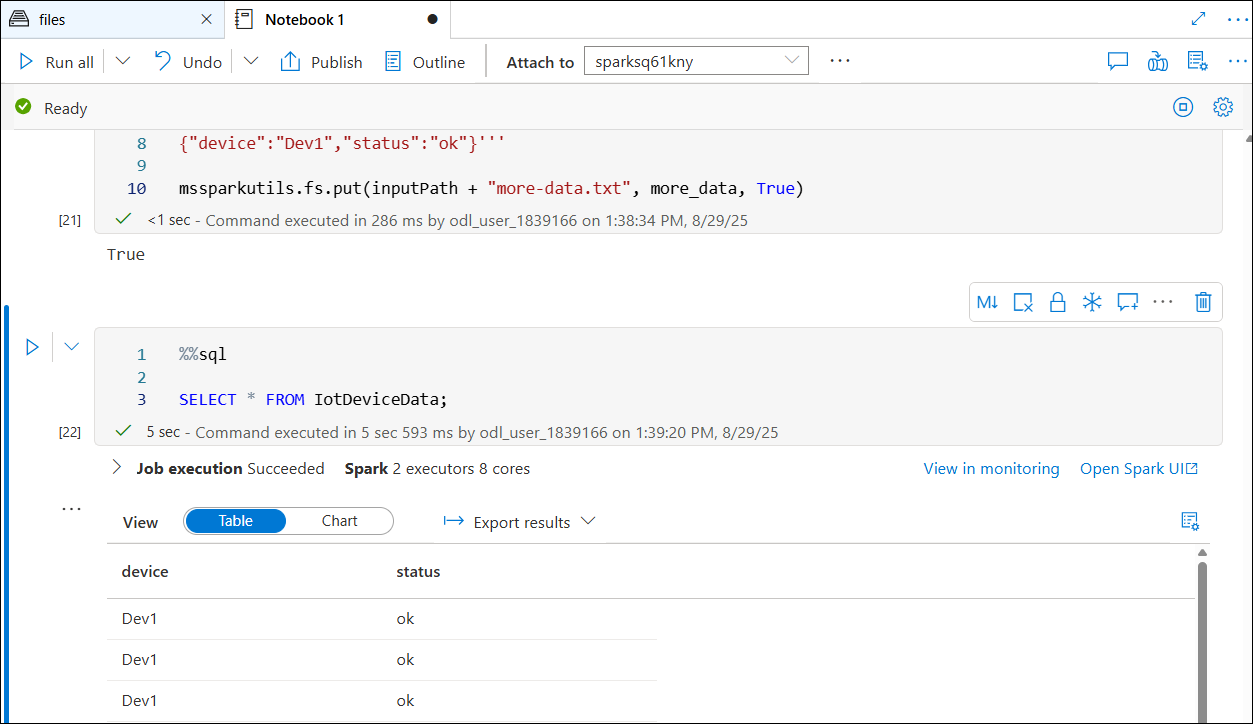 files
Notebook 1
Run all
Undo
Publish
Outline
Attach to
sparksq61kny
Ready
8 {"device":"Dev1","status":"ok"}'''
9
10 mssparkutils.fs.put(inputPath + "more-data.txt", more_data, True)
[21] <1 sec - Command executed in 286 ms by odl_user_1839166 on 1:38:34 PM, 8/29/25
True
M↓
1 %%sql
2
3 SELECT * FROM IotDeviceData;
[22] 5 sec - Command executed in 5 sec 593 ms by odl_user_1839166 on 1:39:20 PM, 8/29/25
Job execution Succeeded Spark 2 executors 8 cores View in monitoring Open Spark UI
View Table Chart Export results
device status
Dev1 ok
Dev1 ok
Dev1 ok